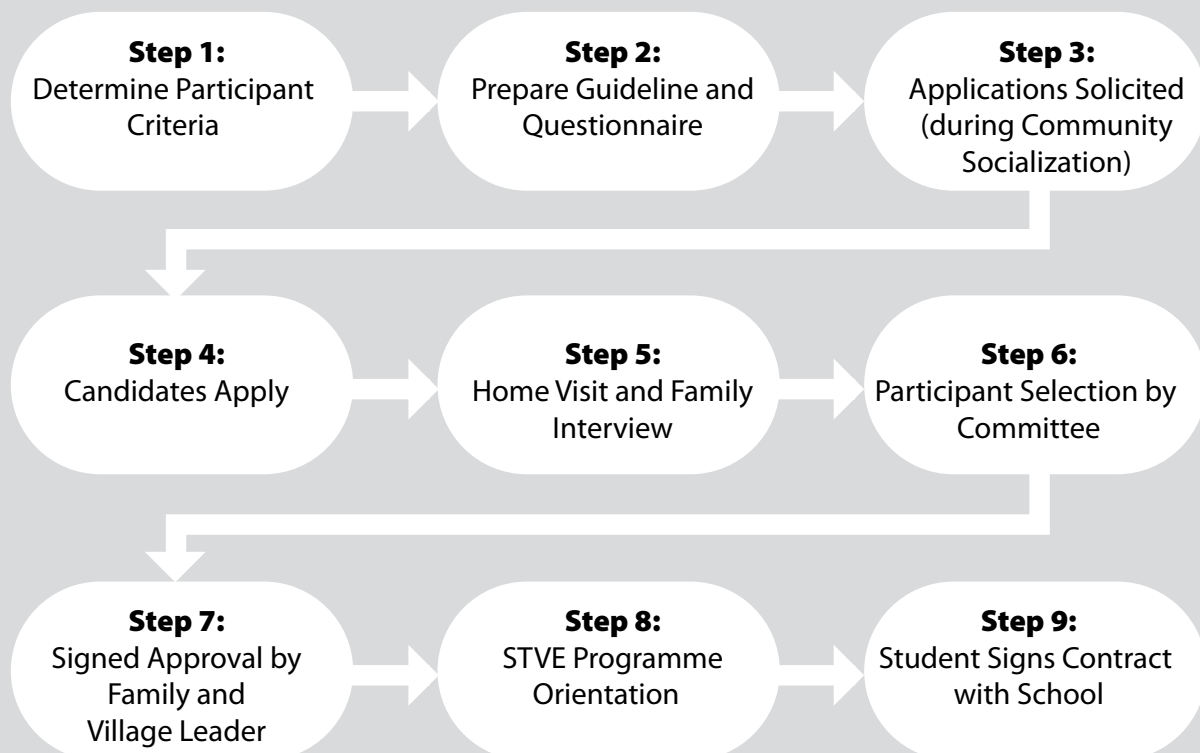 Step 1:
Determine Participant
Criteria
Step 2:
Prepare Guideline and
Questionnaire
Step 3:
Applications Solicited
(during Community
Socialization)
Step 4:
Candidates Apply
Step 5:
Home Visit and Family
Interview
Step 6:
Participant Selection by
Committee
Step 7:
Signed Approval by
Family and
Village Leader
Step 8:
STVE Programme
Orientation
Step 9:
Student Signs Contract
with School